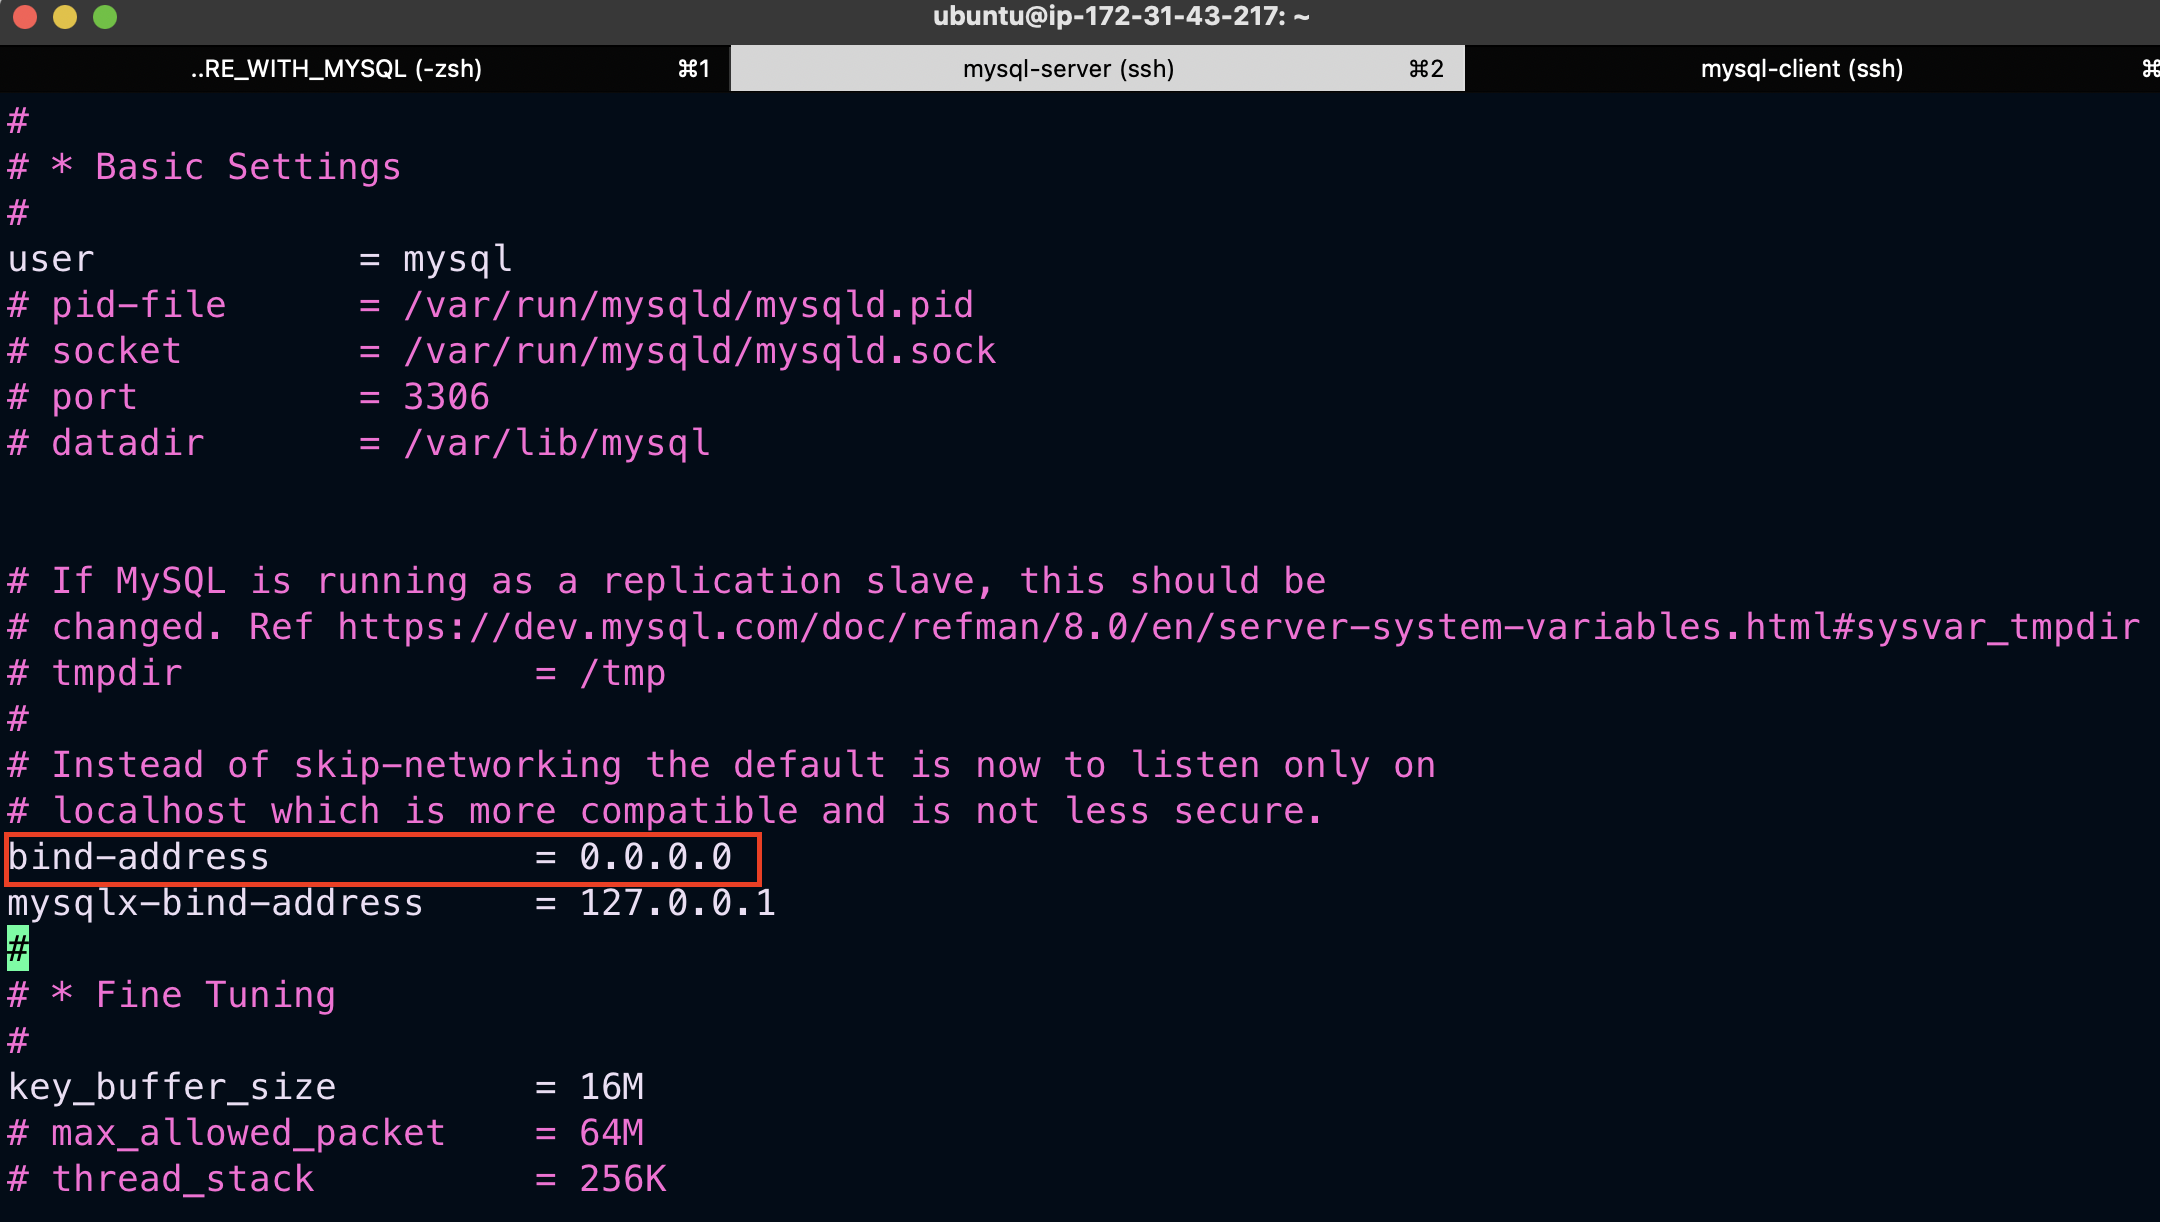 ubuntu@ip-172-31-43-217: ~
..RE_WITH_MYSQL (-zsh) ⌘1 mysql-server (ssh) ⌘2 mysql-client (ssh) ⌘
#
# * Basic Settings
#
user = mysql
# pid-file = /var/run/mysqld/mysqld.pid
# socket = /var/run/mysqld/mysqld.sock
# port = 3306
# datadir = /var/lib/mysql
# If MySQL is running as a replication slave, this should be
# changed. Ref https://dev.mysql.com/doc/refman/8.0/en/server-system-variables.html#sysvar_tmpdir
# tmpdir = /tmp
#
# Instead of skip-networking the default is now to listen only on
# localhost which is more compatible and is not less secure.
bind-address = 0.0.0.0
mysqlx-bind-address = 127.0.0.1
#
# * Fine Tuning
#
key_buffer_size = 16M
# max_allowed_packet = 64M
# thread_stack = 256K